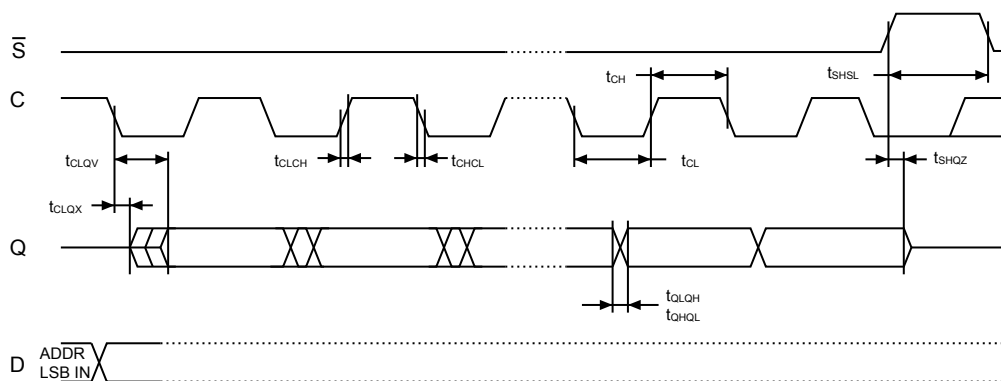 S̅
tCH
tSHSL
C
tCLQV
tCLCH
tCHCL
tCL
tSHQZ
tCLQX
Q
tQLQH
tQHQL
D
ADDR
LSB IN